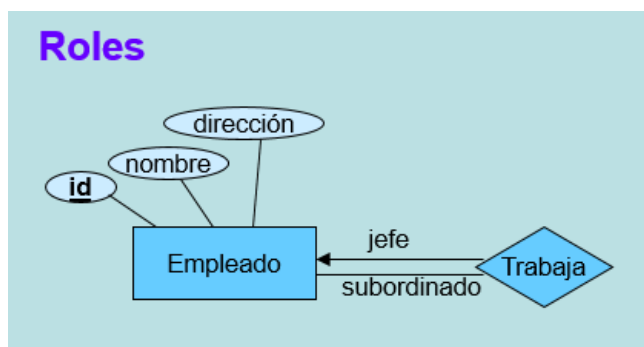 Roles
dirección
nombre
id
jefe
Empleado
Trabaja
subordinado